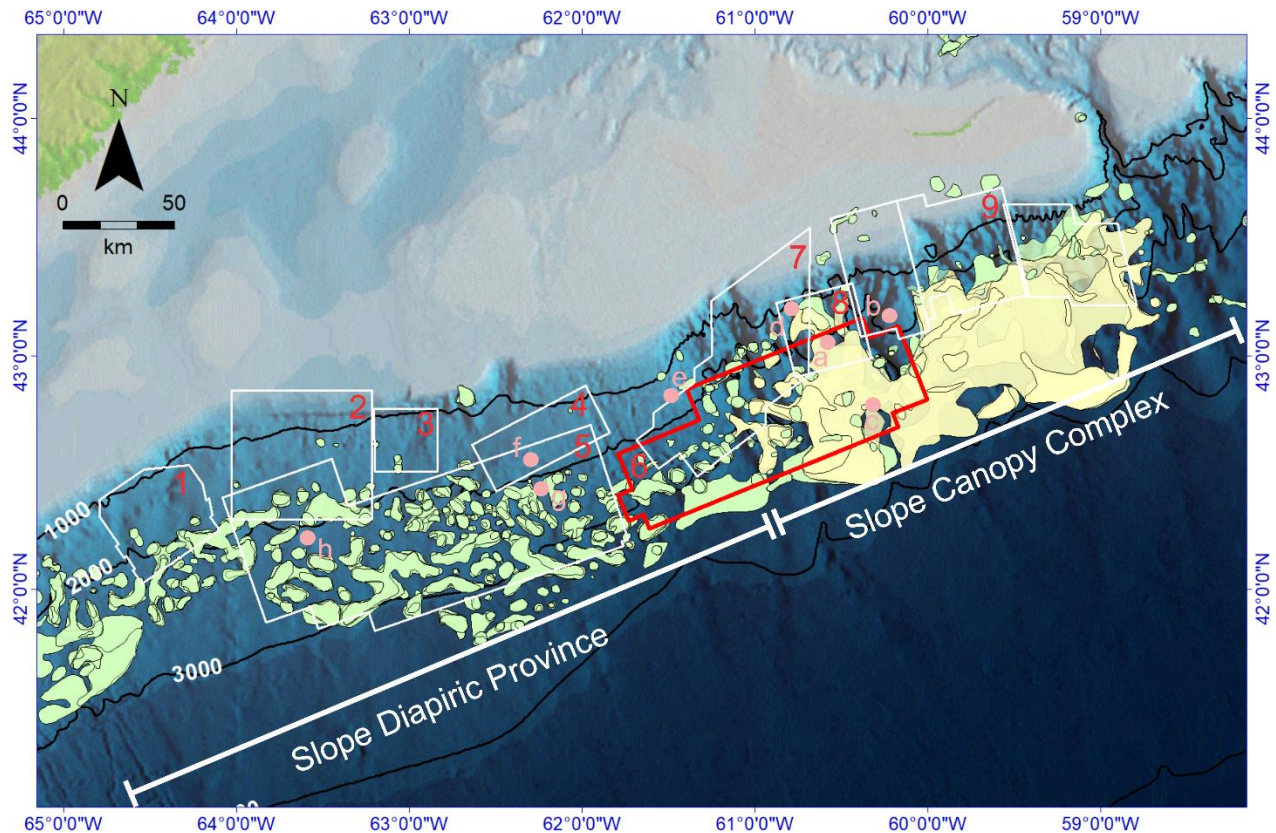 65°0'0"W 64°0'0"W 63°0'0"W 62°0'0"W 61°0'0"W 60°0'0"W 59°0'0"W
44°0'0"N 44°0'0"N
N
0 50
km
9
7
8
b
d
a
43°0'0"N 43°0'0"N
e
2 3 4
c
5
f 6
1
g
1000
h
2000
Slope Canopy Complex
42°0'0"N 42°0'0"N
3000
Slope Diapiric Province
65°0'0"W 64°0'0"W 63°0'0"W 62°0'0"W 61°0'0"W 60°0'0"W 59°0'0"W